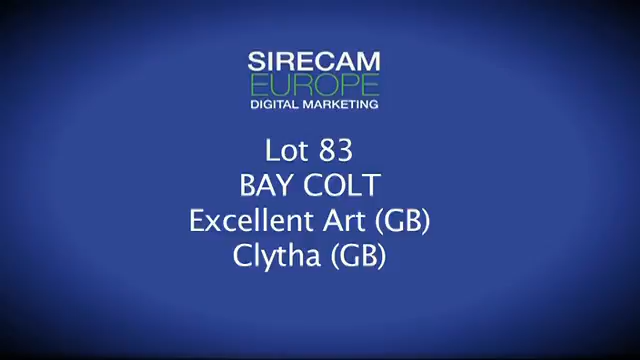 SIRECAM
EUROPE
DIGITAL MARKETING
Lot 83
BAY COLT
Excellent Art (GB)
Clytha (GB)